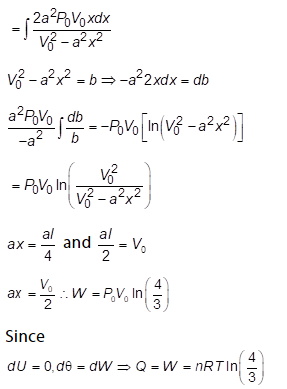 = ∫ 2a²P₀V₀xdx / (V₀² − a²x²)
V₀² − a²x² = b ⇒ −a²2xdx = db
a²P₀V₀ / −a² ∫ db/b = −P₀V₀[ln(V₀² − a²x²)]
= P₀V₀ ln(V₀² / (V₀² − a²x²))
ax = al/4 and al/2 = V₀
ax = V₀/2 ∴ W = P₀V₀ ln(4/3)
Since
dU = 0, dθ = dW ⇒ Q = W = nRT ln(4/3)